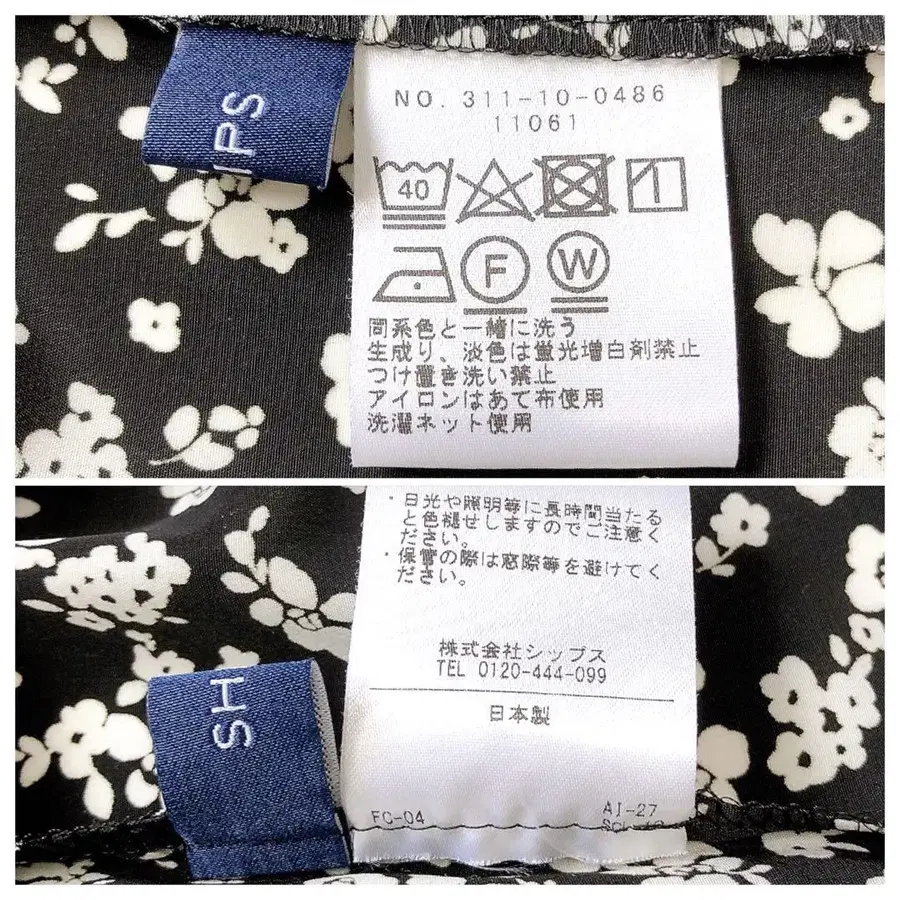 IPS
NO. 311-10-0486
11061
40
F W
同系色と一緒に洗う
生成り、淡色は蛍光増白剤禁止
つけ置き洗い禁止
アイロンはあて布使用
洗濯ネット使用
・日光や照明等に長時間当たる
と色褪せしますのでご注意く
ださい。
・保管の際は窓際等を避けてく
ださい。
株式会社シップス
TEL 0120-444-099
日本製
SH
FC-04
AI-27